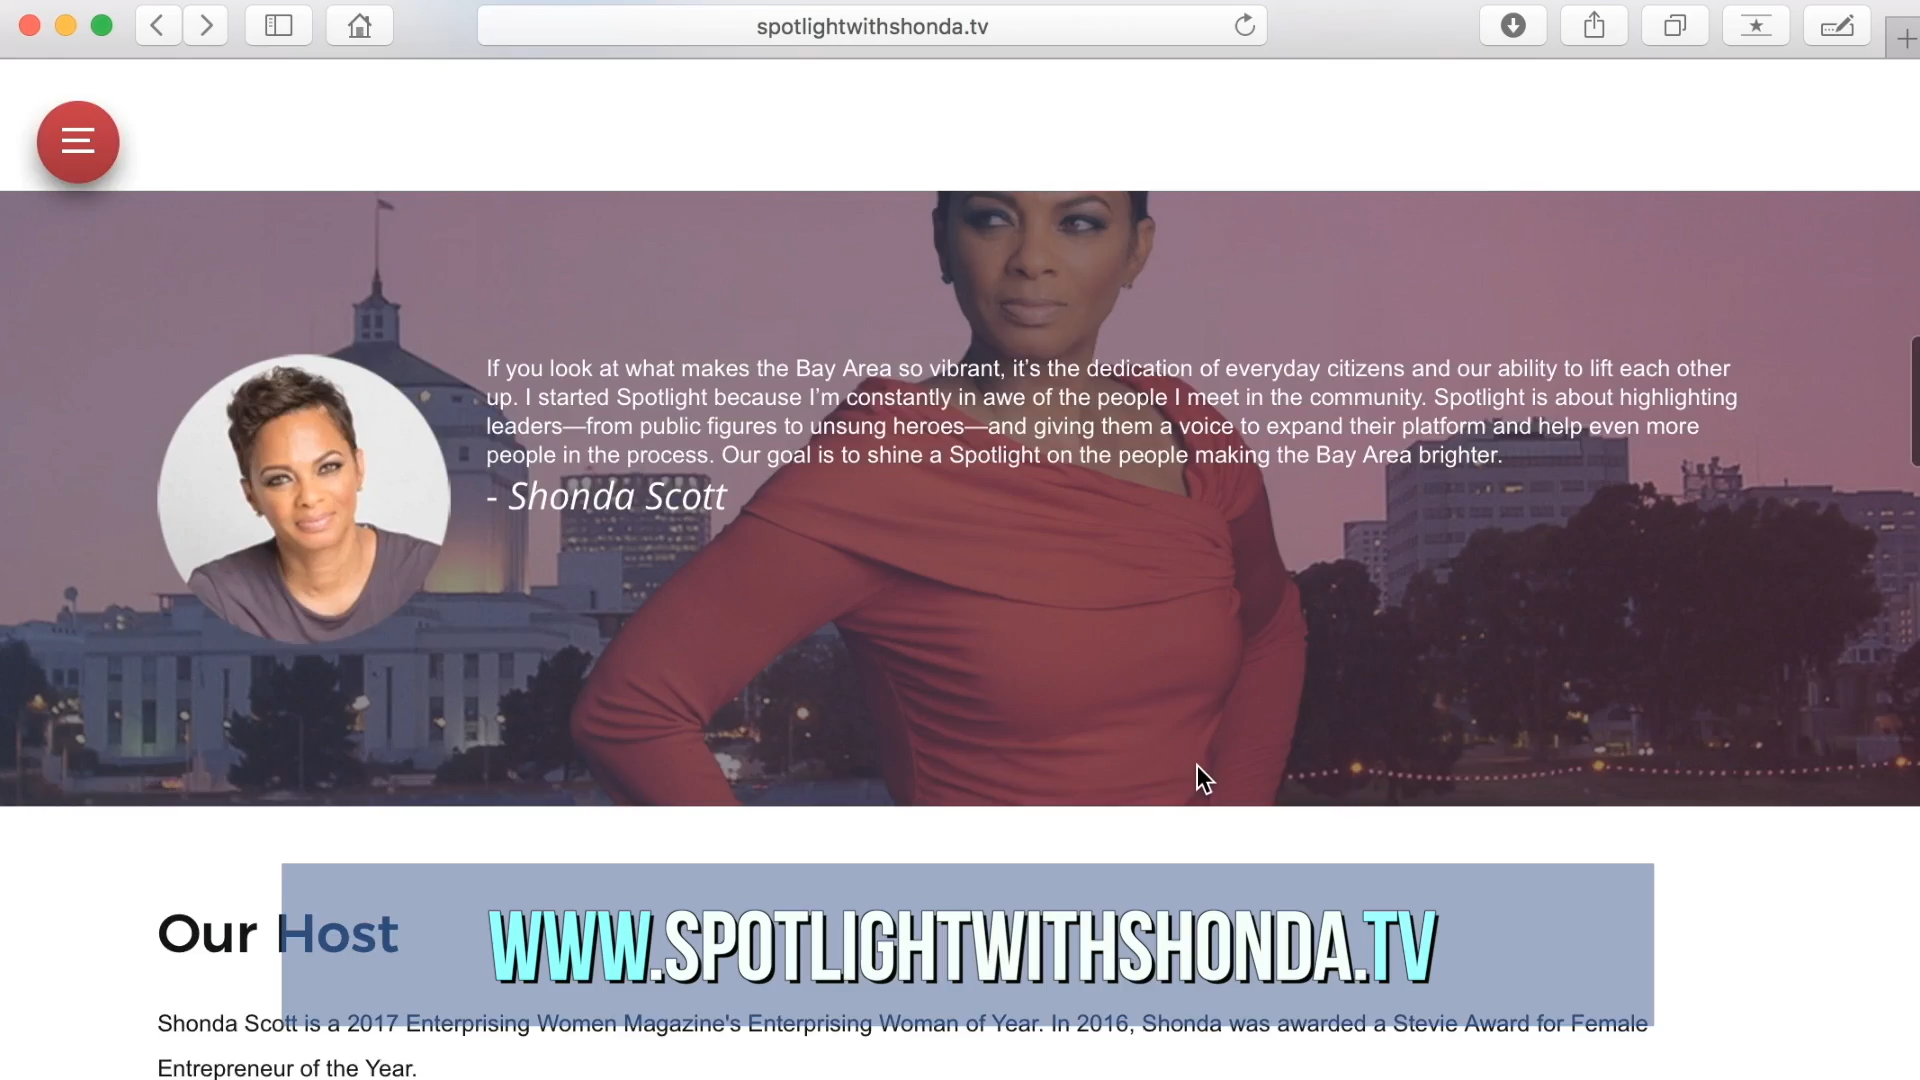 spotlightwithshonda.tv
If you look at what makes the Bay Area so vibrant, it’s the dedication of everyday citizens and our ability to lift each other
up. I started Spotlight because I’m constantly in awe of the people I meet in the community. Spotlight is about highlighting
leaders—from public figures to unsung heroes—and giving them a voice to expand their platform and help even more
people in the process. Our goal is to shine a Spotlight on the people making the Bay Area brighter.
- Shonda Scott
Our Host
WWW.SPOTLIGHTWITHSHONDA.TV
Shonda Scott is a 2017 Enterprising Women Magazine's Enterprising Woman of Year. In 2016, Shonda was awarded a Stevie Award for Female
Entrepreneur of the Year.